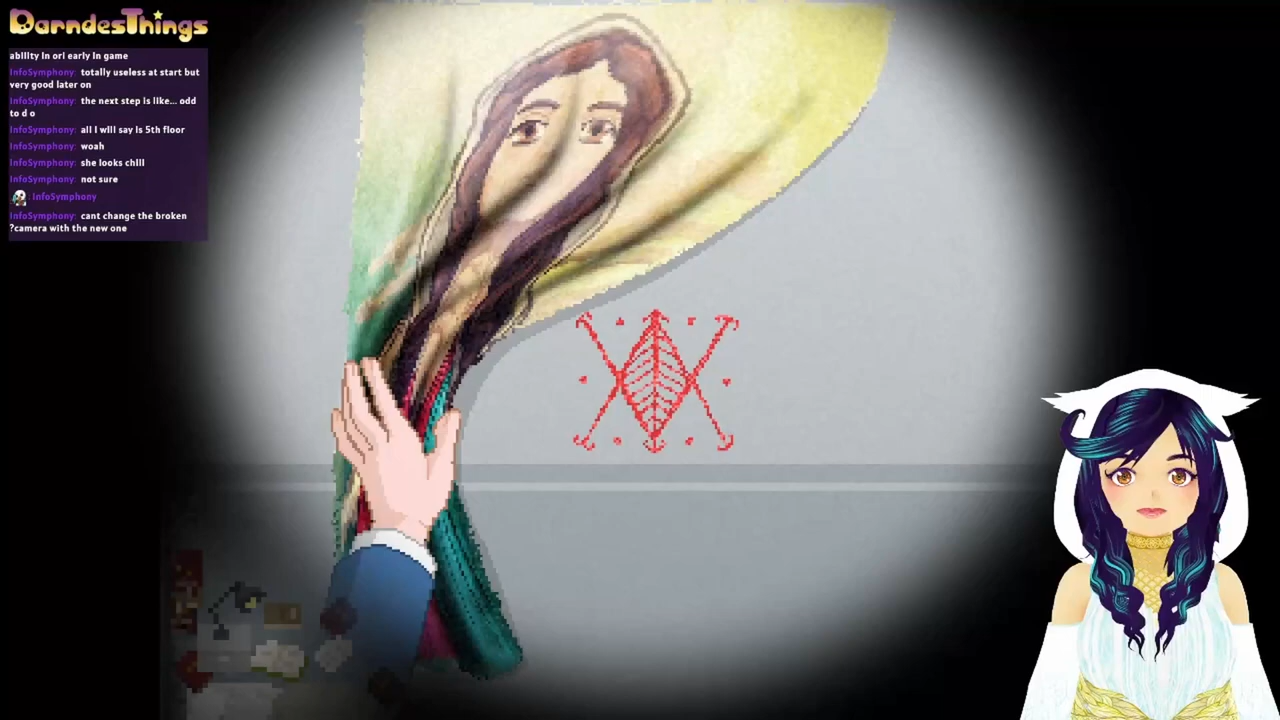 DarndesThings
ability in ori early in game
InfoSymphony: totally useless at start but
very good later on
InfoSymphony: the next step is like... odd
to d o
InfoSymphony: all I will say is 5th floor
InfoSymphony: woah
InfoSymphony: she looks chill
InfoSymphony: not sure
InfoSymphony
InfoSymphony: cant change the broken
?camera with the new one